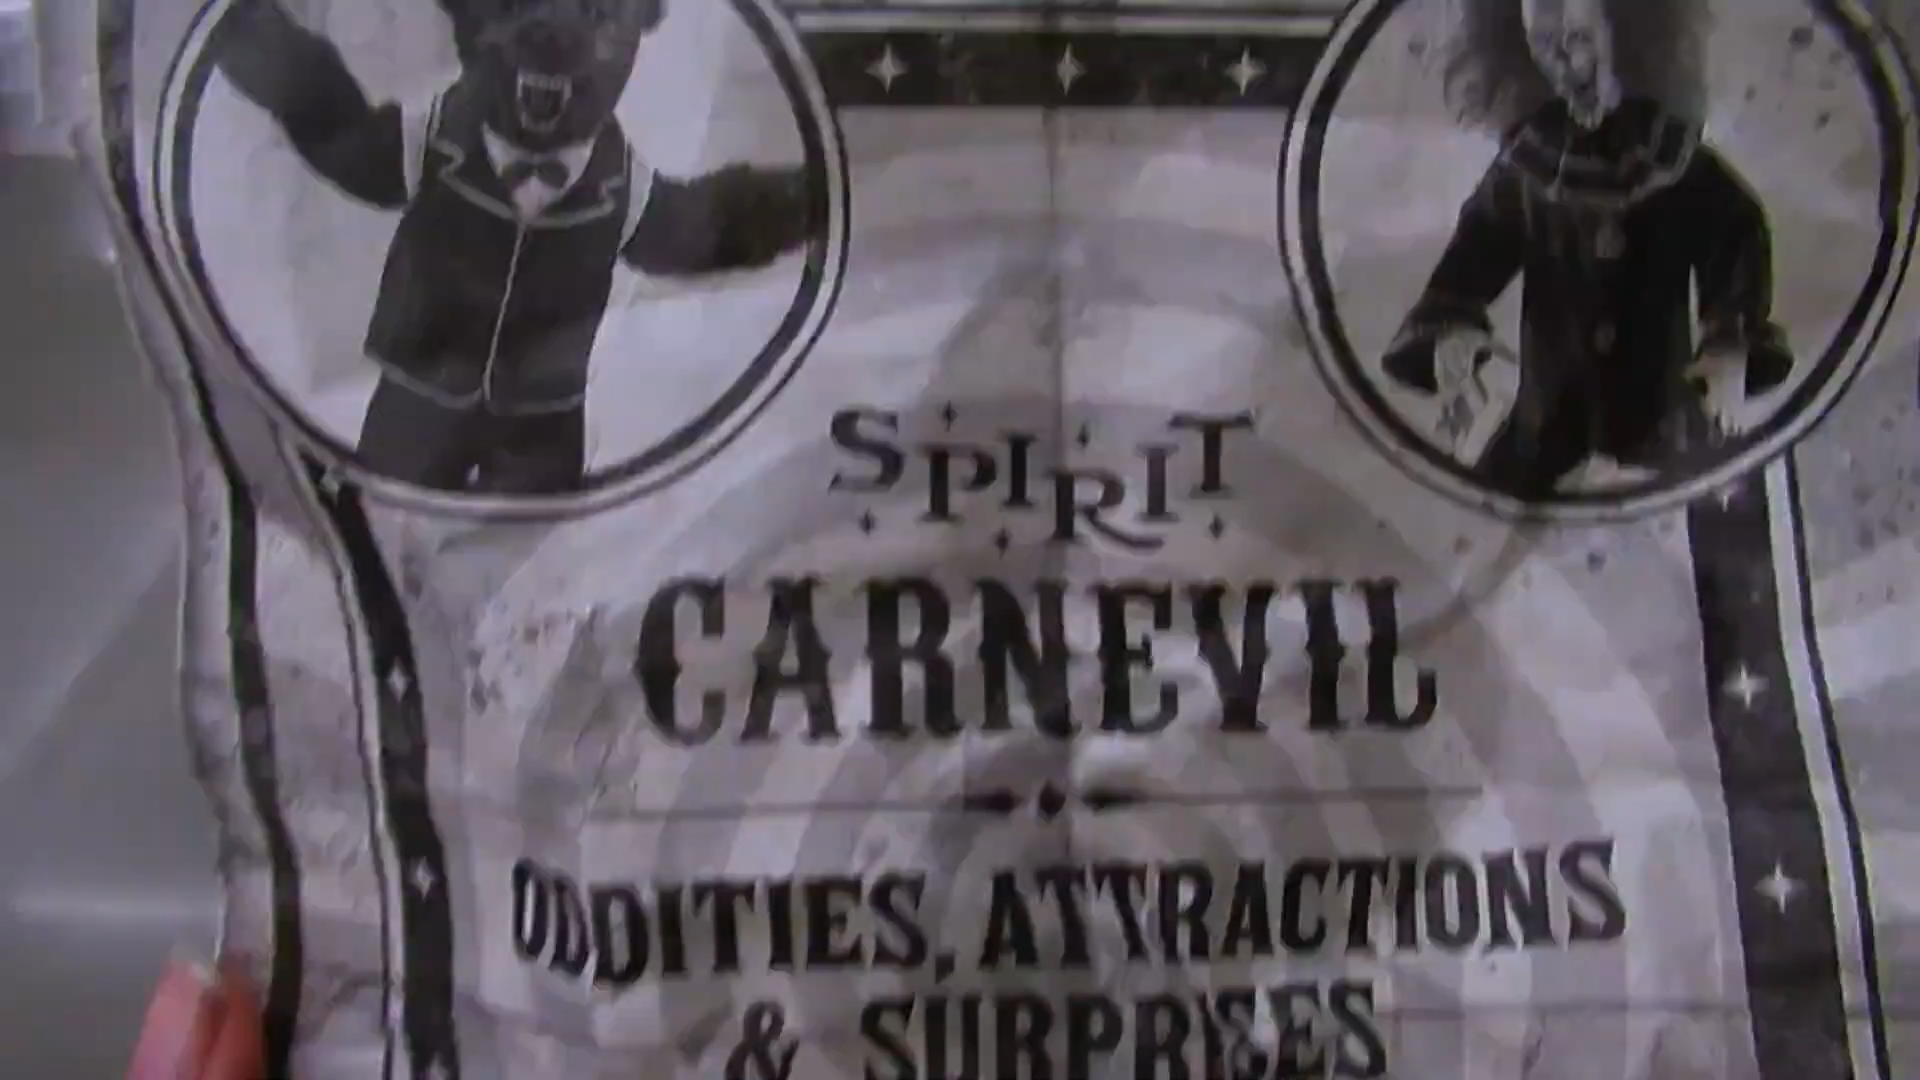 SPIRIT
CARNEVIL
ODDITIES, ATTRACTIONS
& SURPRISES